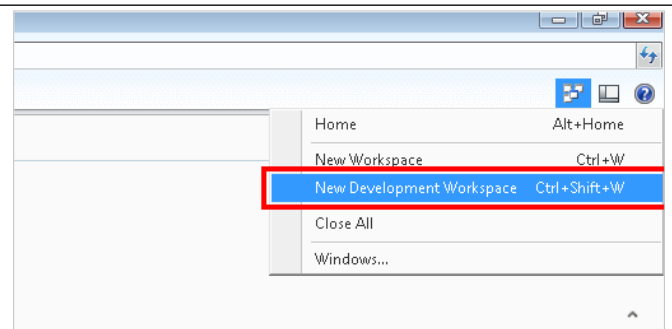 Home Alt+Home
New Workspace Ctrl+W
New Development Workspace Ctrl+Shift+W
Close All
Windows...